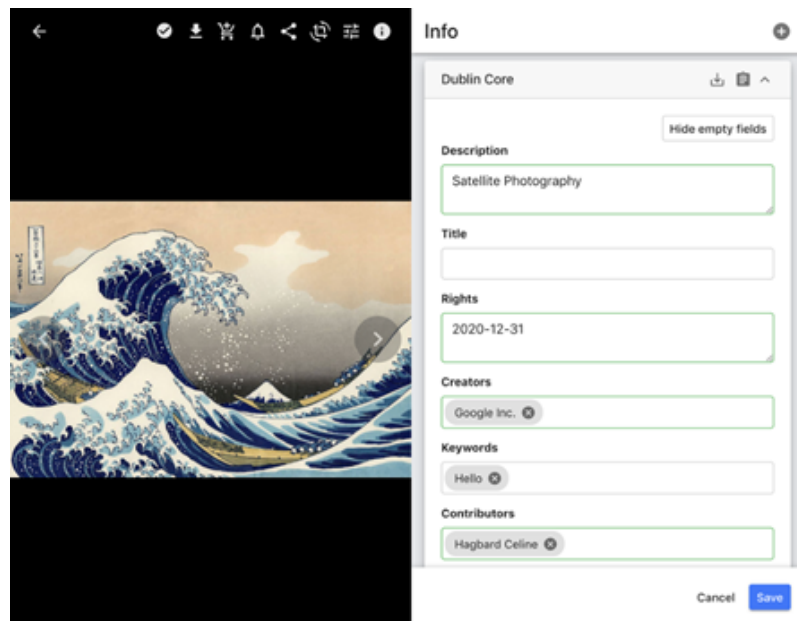 Info
Dublin Core
Hide empty fields
Description
Satellite Photography
Title
Rights
2020-12-31
Creators
Google Inc.
Keywords
Hello
Contributors
Hagbard Celine
Cancel
Save